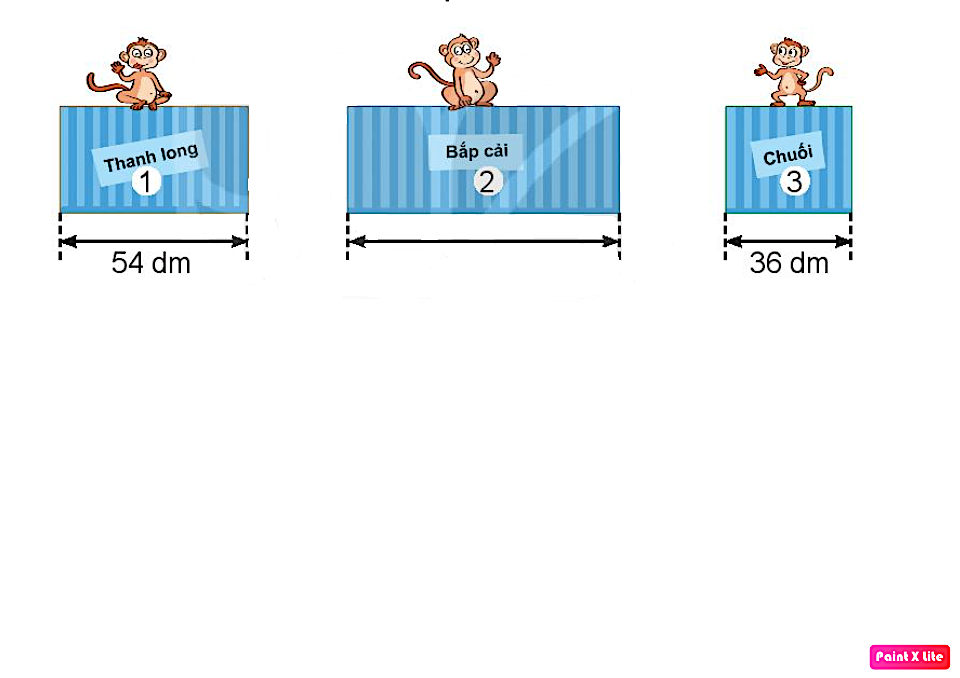 Thanh long
1
Bắp cải
2
Chuối
3
54 dm
36 dm
Paint X lite